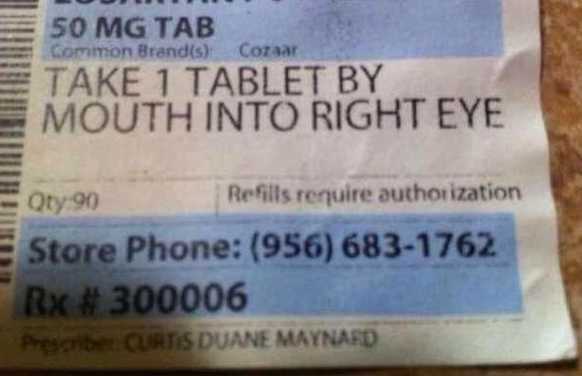 50 MG TAB
Common Brand(s): Cozaar
TAKE 1 TABLET BY
MOUTH INTO RIGHT EYE
Qty:90 Refills require authorization
Store Phone: (956) 683-1762
Rx # 300006
Prescriber: CURTIS DUANE MAYNARD